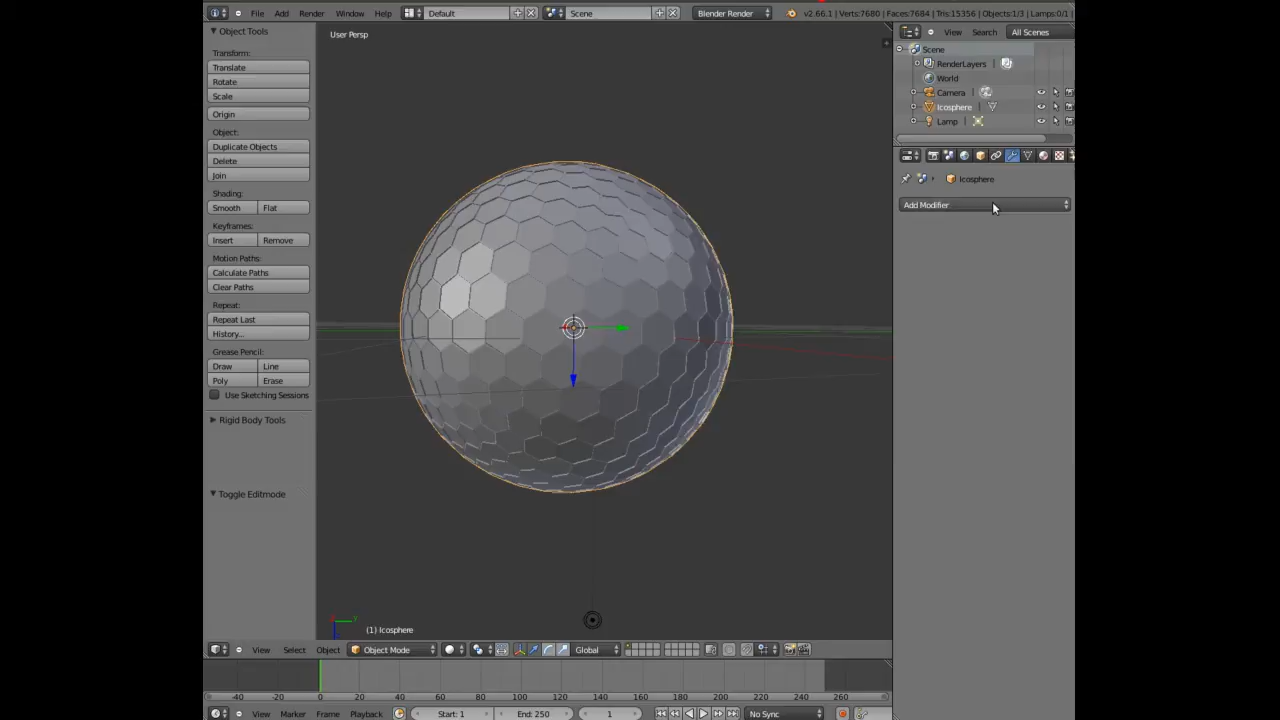 File Add Render Window Help Default Scene Blender Render v2.66.1 | Verts:7680 | Faces:7684 | Tris:15356 | Objects:1/3 | Lamps:0/1 |
Object Tools
Transform:
Translate
Rotate
Scale
Origin
Object:
Duplicate Objects
Delete
Join
Shading:
Smooth Flat
Keyframes:
Insert Remove
Motion Paths:
Calculate Paths
Clear Paths
Repeat:
Repeat Last
History...
Grease Pencil:
Draw Line
Poly Erase
Use Sketching Sessions
Rigid Body Tools
Toggle Editmode
User Persp
(1) Icosphere
View Select Object Object Mode Global
-40 -20 0 20 40 60 80 100 120 140 160 180 200 220 240 260
View Marker Frame Playback Start: 1 End: 250 1 No Sync
View Search All Scenes
Scene
RenderLayers |
World
Camera |
Icosphere |
Lamp |
Icosphere
Add Modifier